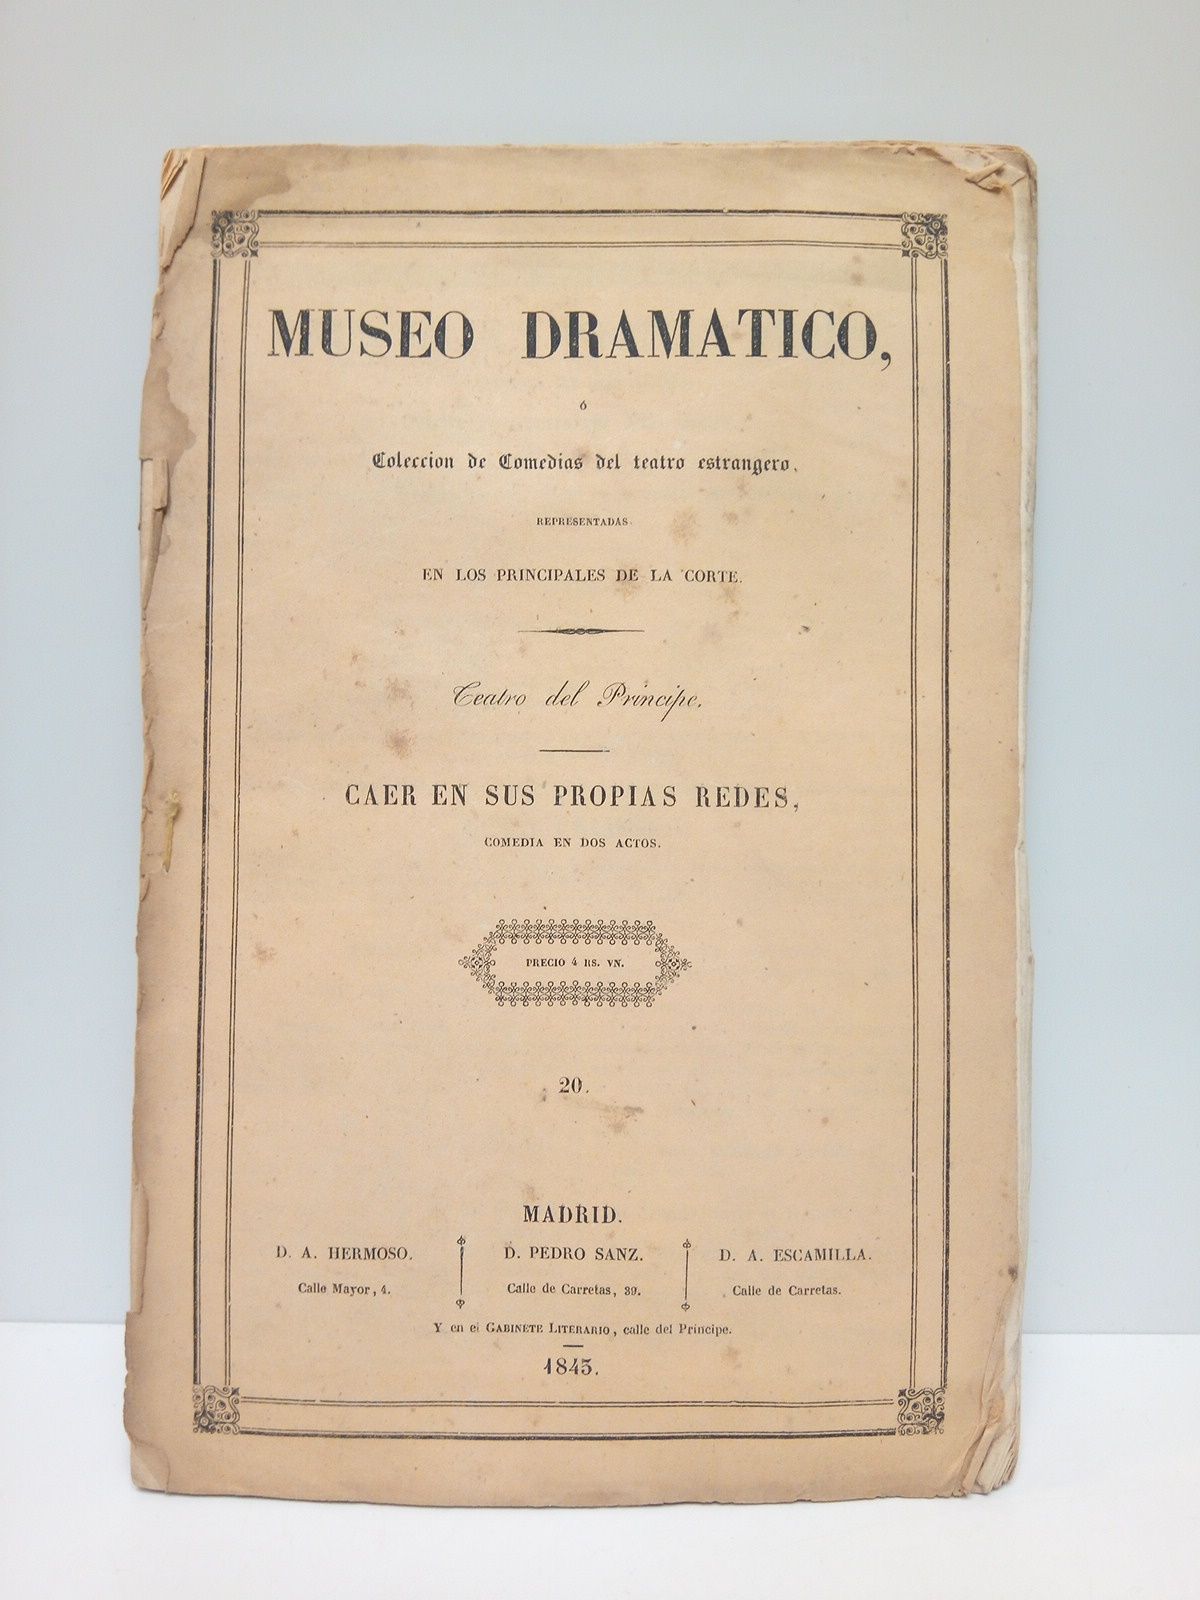 MUSEO DRAMATICO,
ó
Coleccion de Comedias del teatro estrangero,
REPRESENTADAS
EN LOS PRINCIPALES DE LA CORTE.
Teatro del Principe.
CAER EN SUS PROPIAS REDES,
COMEDIA EN DOS ACTOS.
PRECIO 4 RS. VN.
20.
MADRID.
D. A. HERMOSO. D. PEDRO SANZ. D. A. ESCAMILLA.
Calle Mayor, 4. Calle de Carretas, 39. Calle de Carretas.
Y en el GABINETE LITERARIO, calle del Principe.
1843.